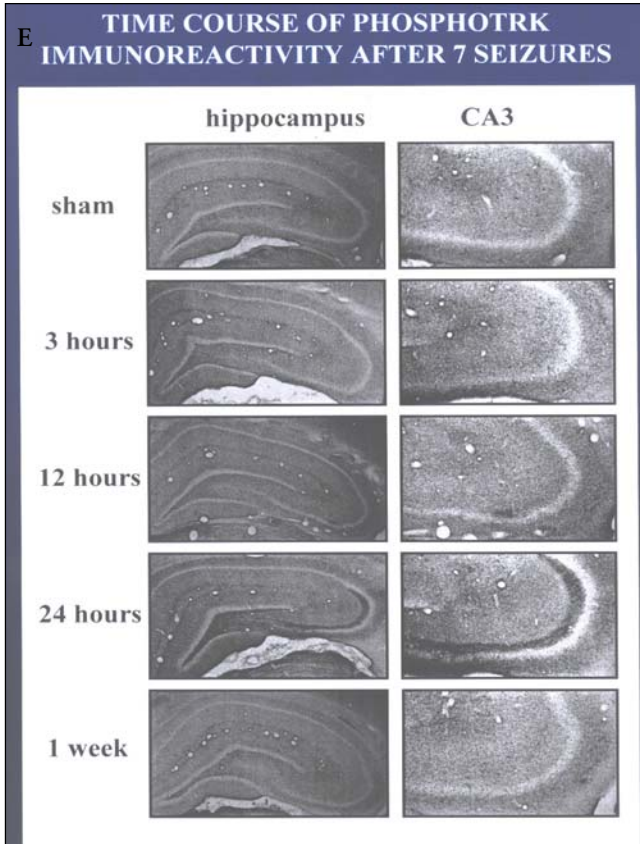 E
TIME COURSE OF PHOSPHOTRK
IMMUNOREACTIVITY AFTER 7 SEIZURES
hippocampus CA3
sham
3 hours
12 hours
24 hours
1 week